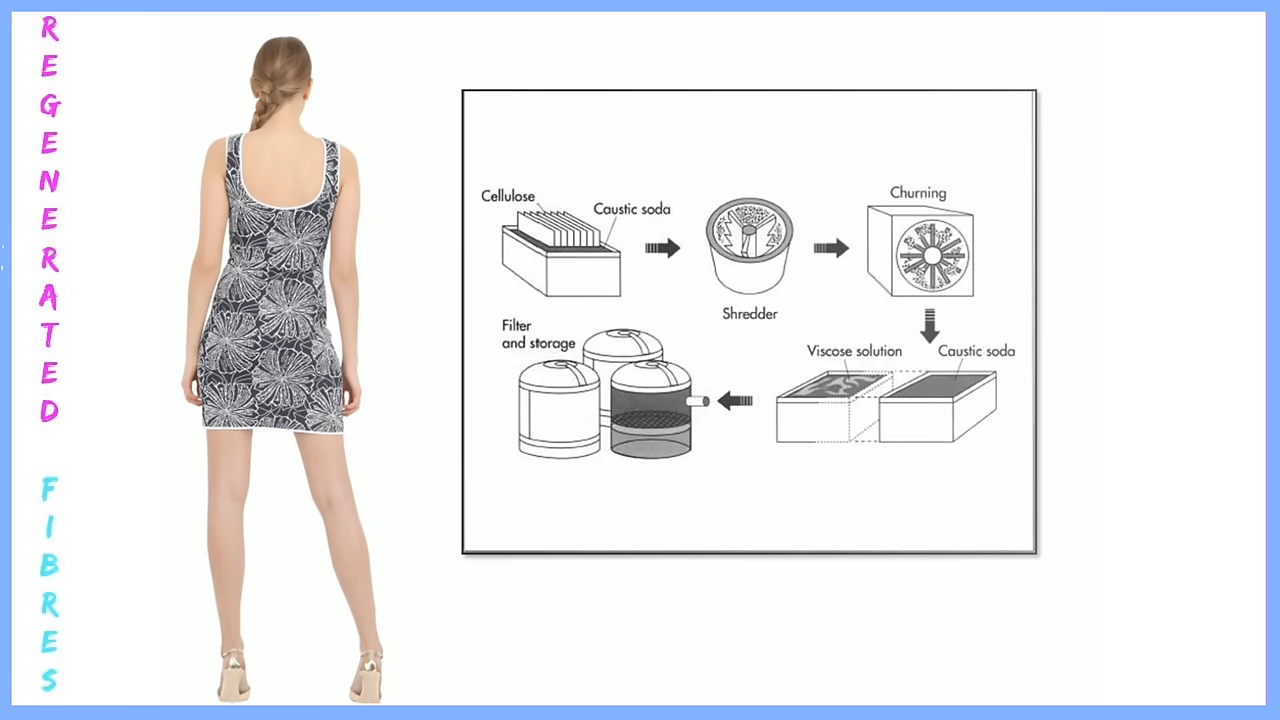 REGENERATED
FIBRES
Cellulose
Caustic soda
Shredder
Churning
Viscose solution
Caustic soda
Filter
and storage